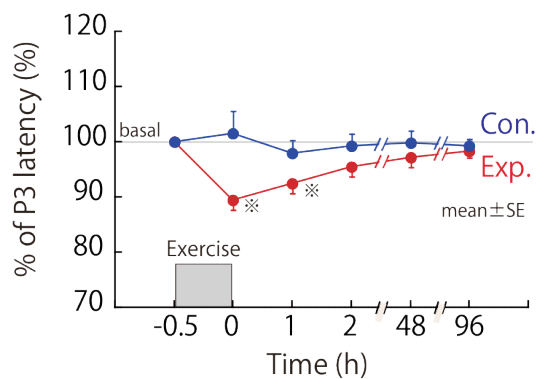 % of P3 latency (%)
120
110
100
90
80
70
basal
Con.
Exp.
※
※
mean±SE
Exercise
-0.5 0 1 2 48 96
Time (h)